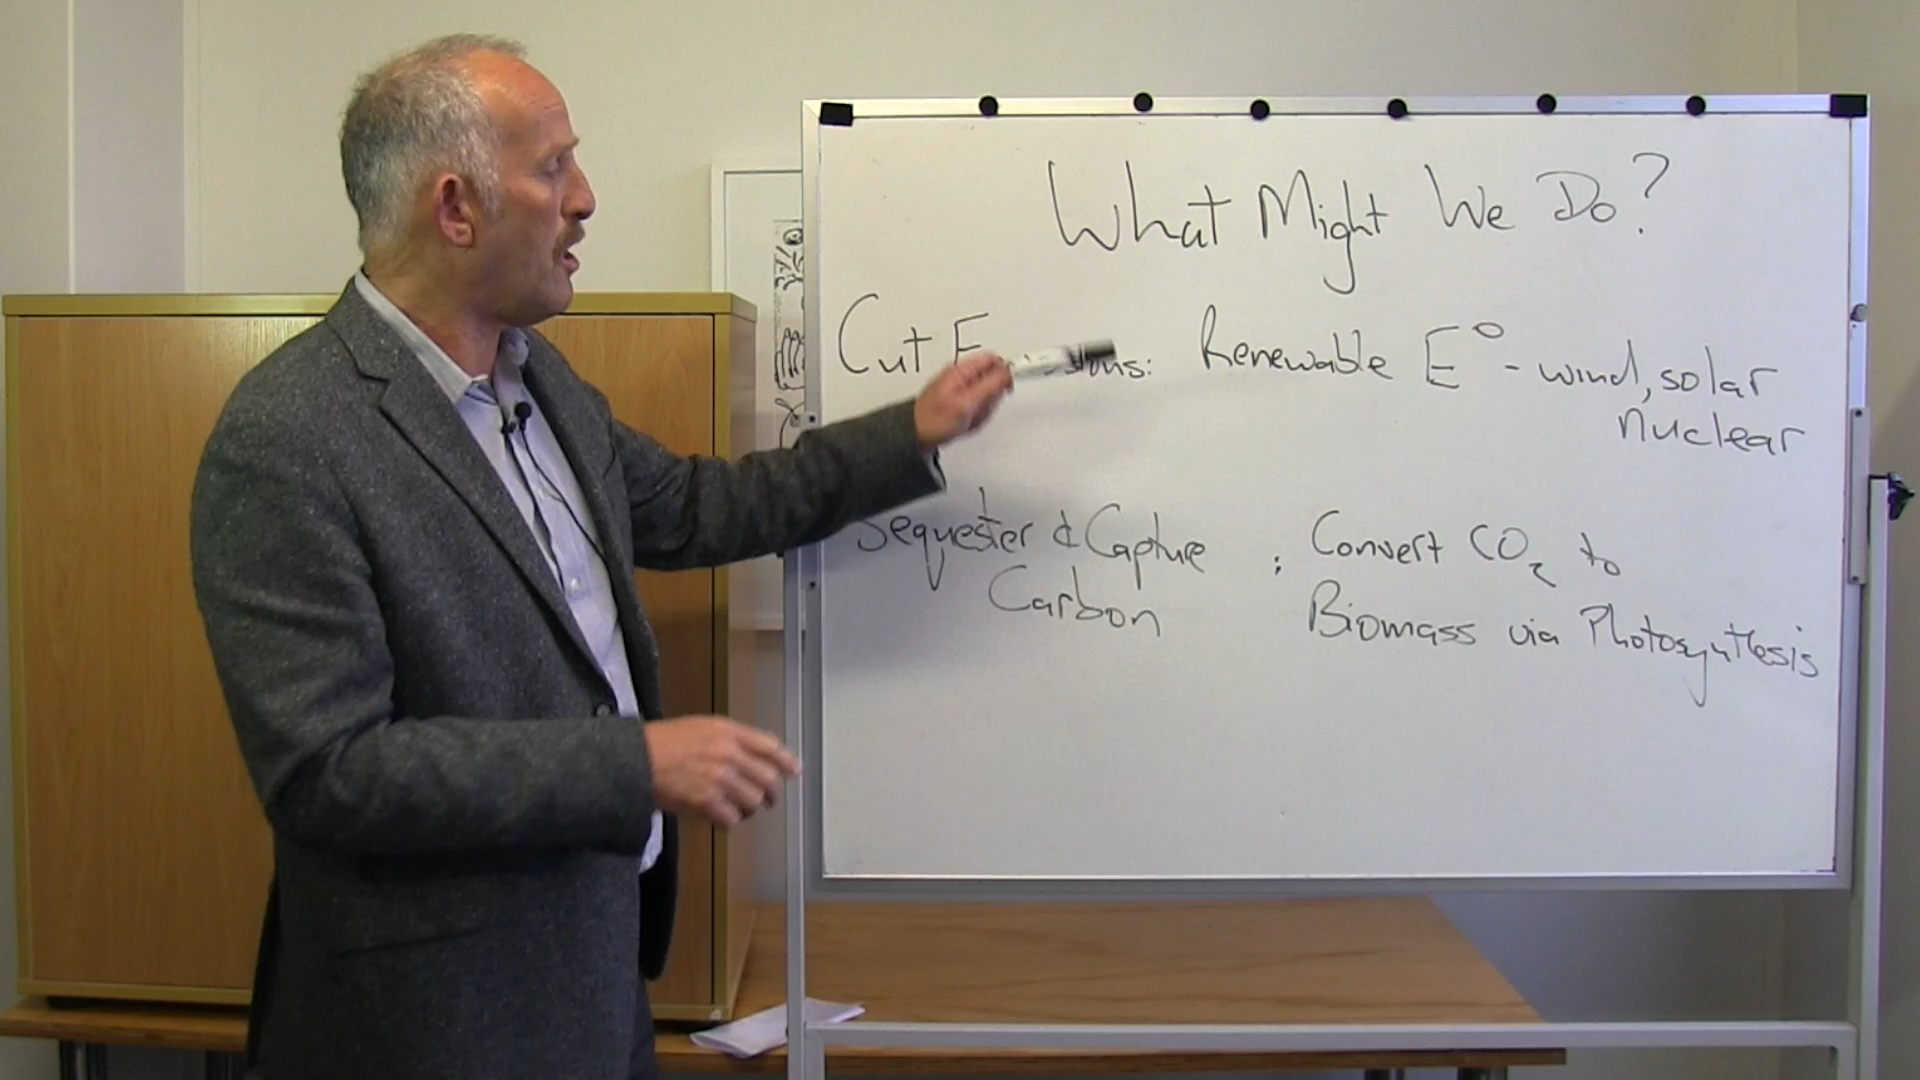 What Might We Do?
Cut Emissions: Renewable E° - wind, solar
nuclear
Sequester & Capture : Convert CO₂ to
Carbon Biomass via Photosynthesis